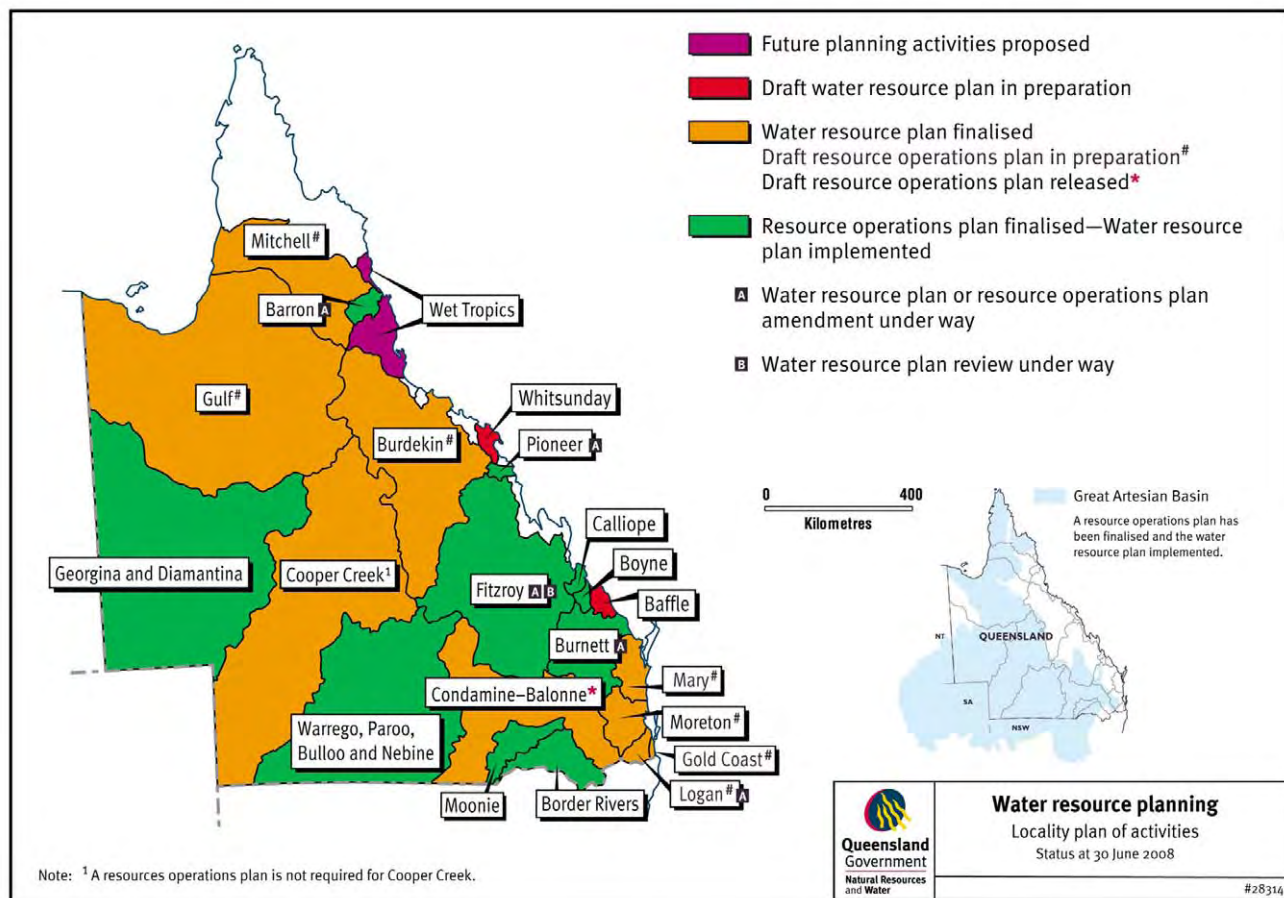 Future planning activities proposed
Draft water resource plan in preparation
Water resource plan finalised
Draft resource operations plan in preparation#
Draft resource operations plan released*
Resource operations plan finalised—Water resource
plan implemented
A Water resource plan or resource operations plan
amendment under way
B Water resource plan review under way
Mitchell#
Barron A
Wet Tropics
Gulf#
Whitsunday
Burdekin#
Pioneer A
Calliope
Georgina and Diamantina
Cooper Creek¹
Fitzroy A B
Boyne
Baffle
Burnett A
Condamine–Balonne*
Mary#
Warrego, Paroo,
Bulloo and Nebine
Moreton#
Gold Coast#
Moonie
Border Rivers
Logan# A
0 400
Kilometres
Great Artesian Basin
A resource operations plan has
been finalised and the water
resource plan implemented.
NT
QUEENSLAND
SA
NSW
Note: ¹ A resources operations plan is not required for Cooper Creek.
Queensland
Government
Natural Resources
and Water
Water resource planning
Locality plan of activities
Status at 30 June 2008
#28314